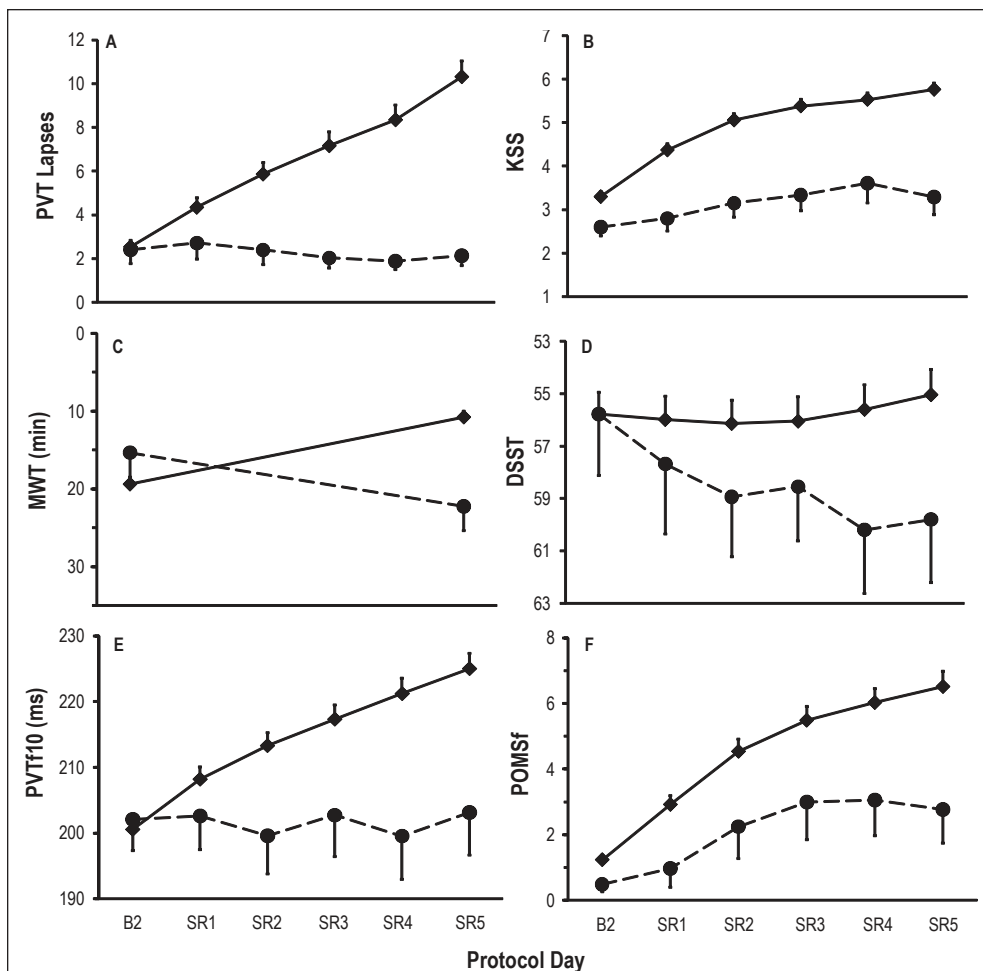 A
PVT Lapses
12
10
8
6
4
2
0
B
KSS
7
6
5
4
3
2
1
C
MWT (min)
0
10
20
30
D
DSST
53
55
57
59
61
63
E
PVTf10 (ms)
230
220
210
200
190
B2 SR1 SR2 SR3 SR4 SR5
F
POMSf
8
6
4
2
0
B2 SR1 SR2 SR3 SR4 SR5
Protocol Day